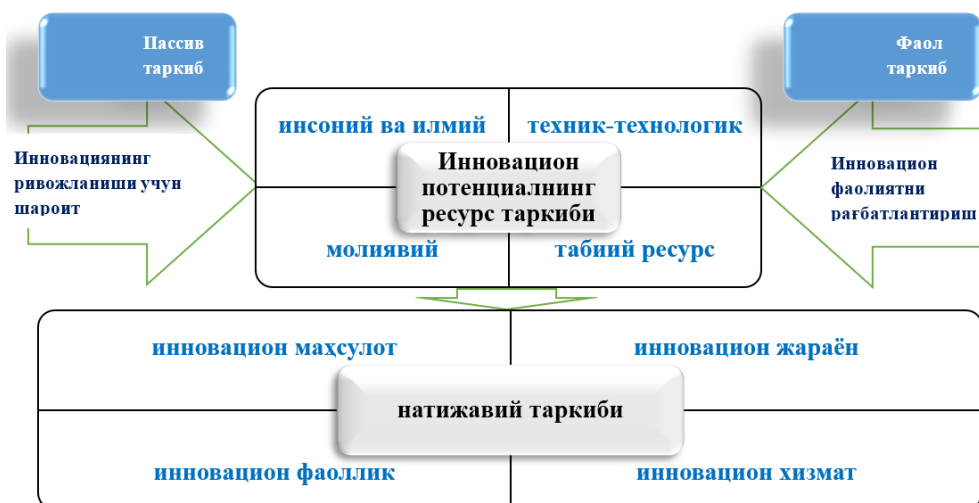 Пассив
таркиб
Фаол
таркиб
инсоний ва илмий
техник-технологик
Инновациянинг
ривожланиши учун
шароит
Инновацион
потенциалнинг
ресурс таркиби
Инновацион
фаолиятни
рағбатлантириш
молиявий
табиий ресурс
инновацион маҳсулот
инновацион жараён
натижавий таркиби
инновацион фаоллик
инновацион хизмат